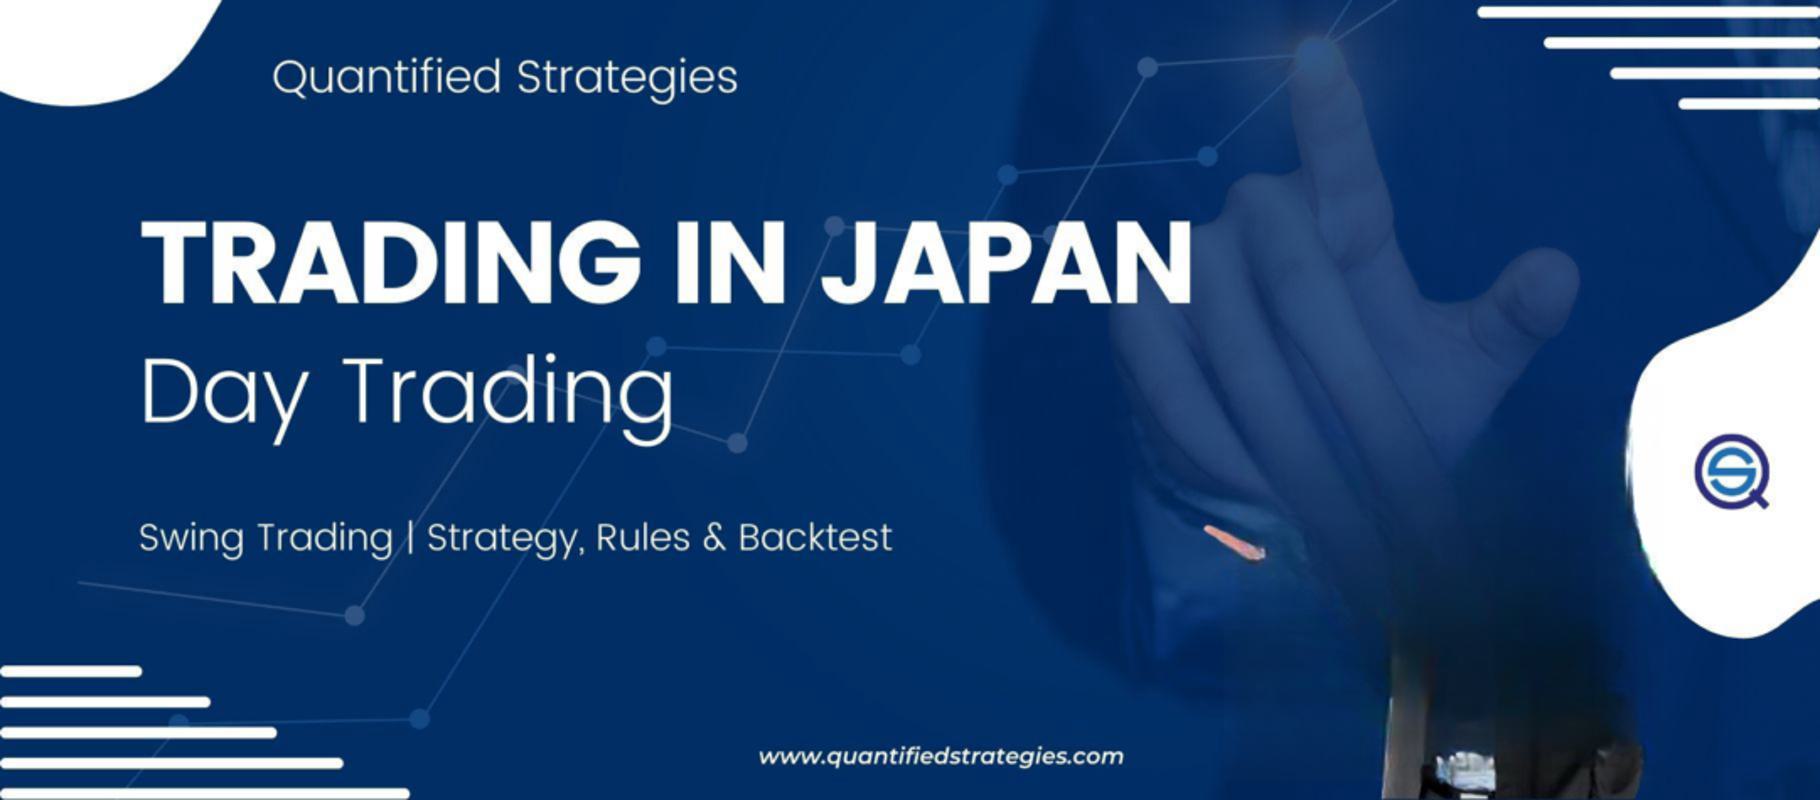 Quantified Strategies
TRADING IN JAPAN
Day Trading
Swing Trading | Strategy, Rules & Backtest
www.quantifiedstrategies.com